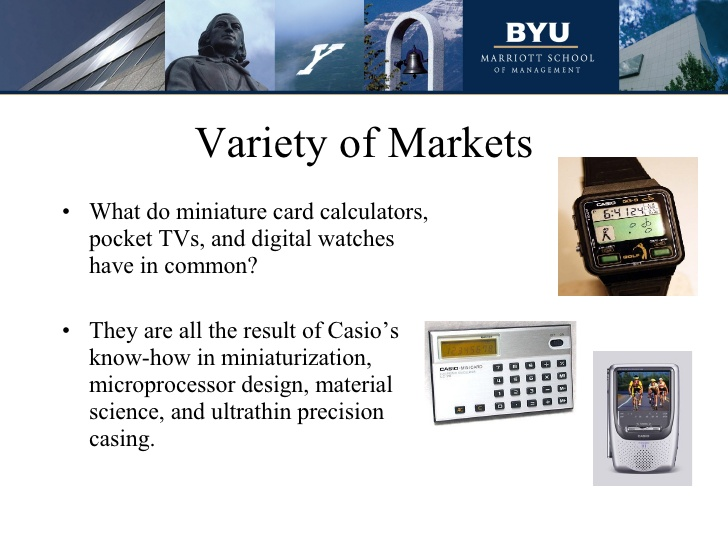 Y
BYU
MARRIOTT SCHOOL
OF MANAGEMENT
Variety of Markets
• What do miniature card calculators,
pocket TVs, and digital watches
have in common?
• They are all the result of Casio’s
know-how in miniaturization,
microprocessor design, material
science, and ultrathin precision
casing.
CASIO
GOLF
CASIO MINI CARD